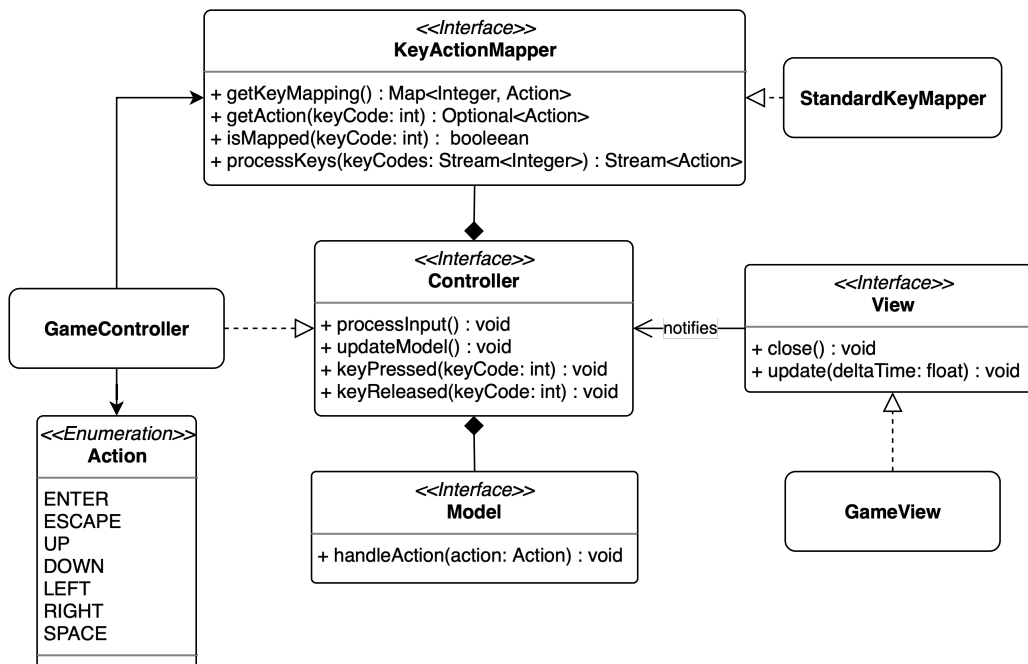 <<Interface>>
KeyActionMapper
+ getKeyMapping() : Map<Integer, Action>
+ getAction(keyCode: int) : Optional<Action>
+ isMapped(keyCode: int) :  booleean
+ processKeys(keyCodes: Stream<Integer>) : Stream<Action>
StandardKeyMapper
<<Interface>>
Controller
+ processInput() : void
+ updateModel() : void
+ keyPressed(keyCode: int) : void
+ keyReleased(keyCode: int) : void
GameController
notifies
<<Interface>>
View
+ close() : void
+ update(deltaTime: float) : void
<<Enumeration>>
Action
ENTER
ESCAPE
UP
DOWN
LEFT
RIGHT
SPACE
<<Interface>>
Model
+ handleAction(action: Action) : void
GameView